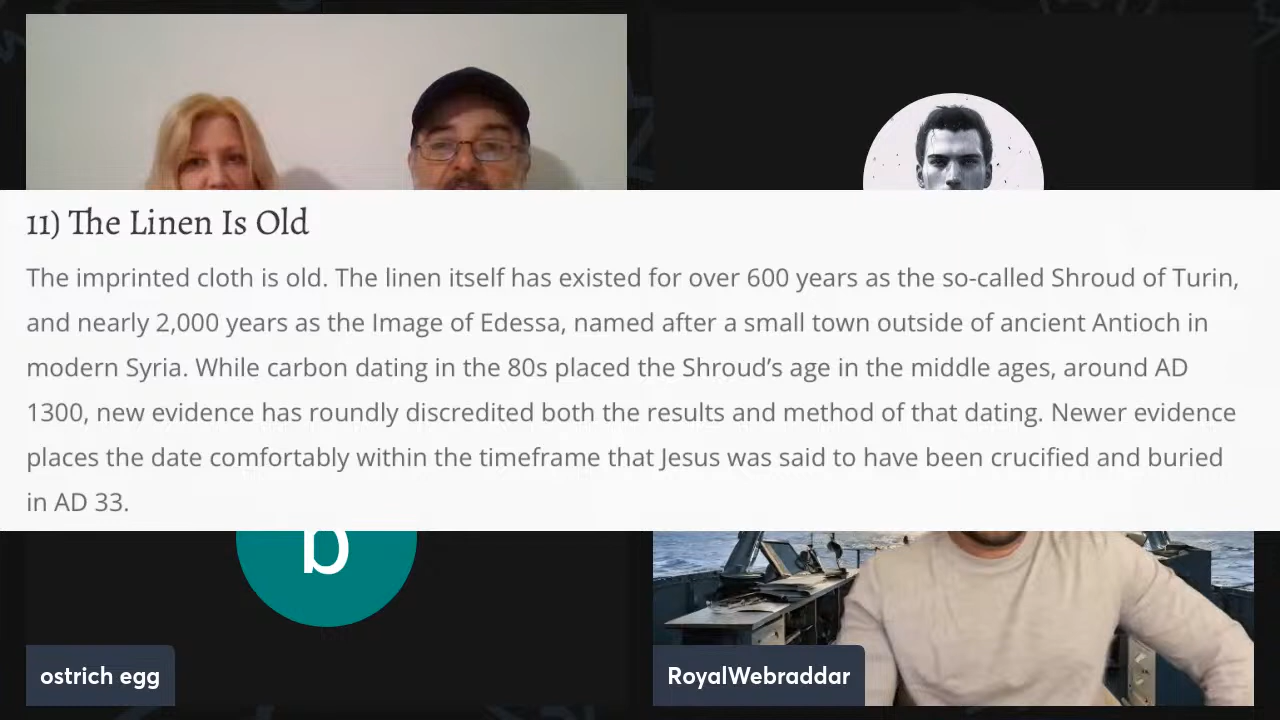 11) The Linen Is Old
The imprinted cloth is old. The linen itself has existed for over 600 years as the so-called Shroud of Turin,
and nearly 2,000 years as the Image of Edessa, named after a small town outside of ancient Antioch in
modern Syria. While carbon dating in the 80s placed the Shroud’s age in the middle ages, around AD
1300, new evidence has roundly discredited both the results and method of that dating. Newer evidence
places the date comfortably within the timeframe that Jesus was said to have been crucified and buried
in AD 33.
b
ostrich egg
RoyalWebraddar